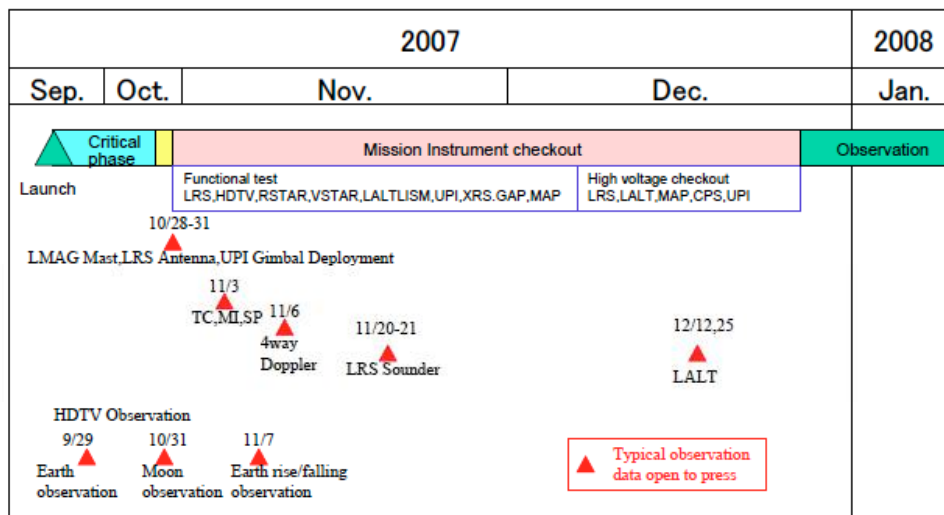 2007
2008
Sep.
Oct.
Nov.
Dec.
Jan.
Critical
phase
Mission Instrument checkout
Observation
Launch
Functional test
LRS,HDTV,RSTAR,VSTAR,LALTLISM,UPI,XRS.GAP,MAP
High voltage checkout
LRS,LALT,MAP,CPS,UPI
10/28-31
LMAG Mast,LRS Antenna,UPI Gimbal Deployment
11/3
TC,MI,SP
11/6
4way
Doppler
11/20-21
LRS Sounder
12/12,25
LALT
HDTV Observation
9/29
Earth
observation
10/31
Moon
observation
11/7
Earth rise/falling
observation
Typical observation
data open to press